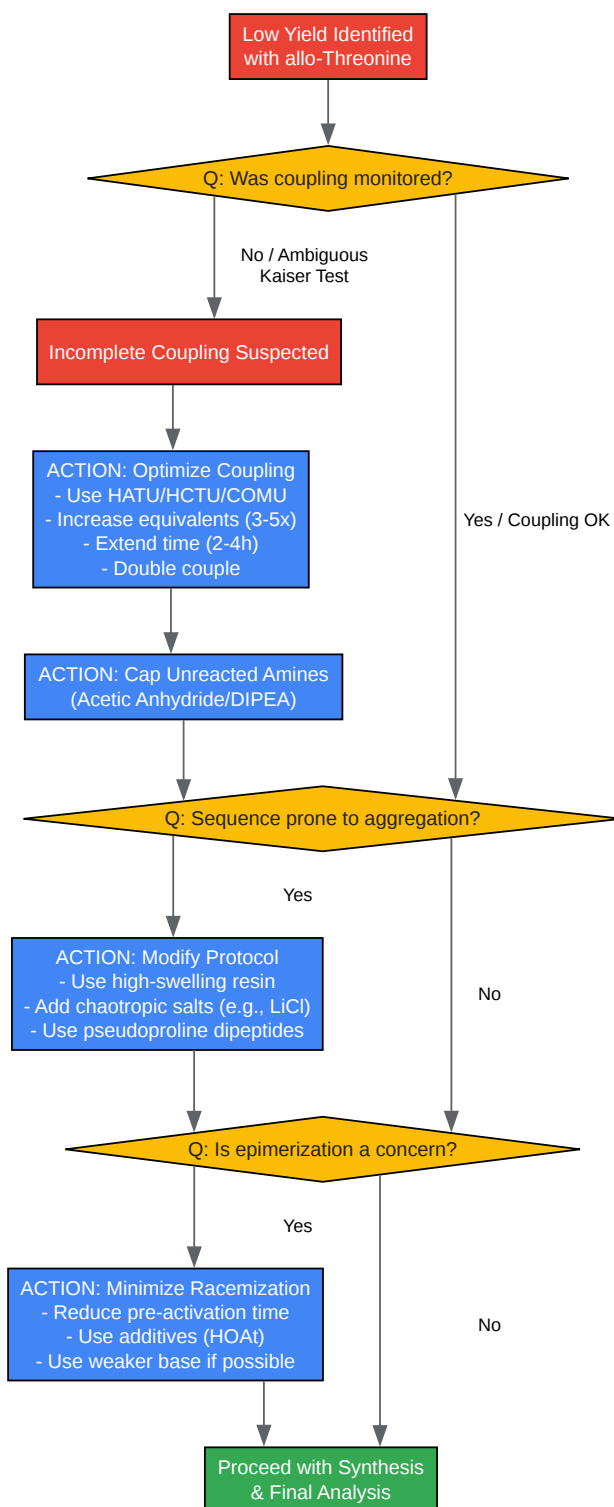 Low Yield Identified
with allo-Threonine
Q: Was coupling monitored?
No / Ambiguous
Kaiser Test
Incomplete Coupling Suspected
ACTION: Optimize Coupling
- Use HATU/HCTU/COMU
- Increase equivalents (3-5x)
- Extend time (2-4h)
- Double couple
Yes / Coupling OK
ACTION: Cap Unreacted Amines
(Acetic Anhydride/DIPEA)
Q: Sequence prone to aggregation?
Yes
ACTION: Modify Protocol
- Use high-swelling resin
- Add chaotropic salts (e.g., LiCl)
- Use pseudoproline dipeptides
No
Q: Is epimerization a concern?
Yes
ACTION: Minimize Racemization
- Reduce pre-activation time
- Use additives (HOAt)
- Use weaker base if possible
No
Proceed with Synthesis
& Final Analysis